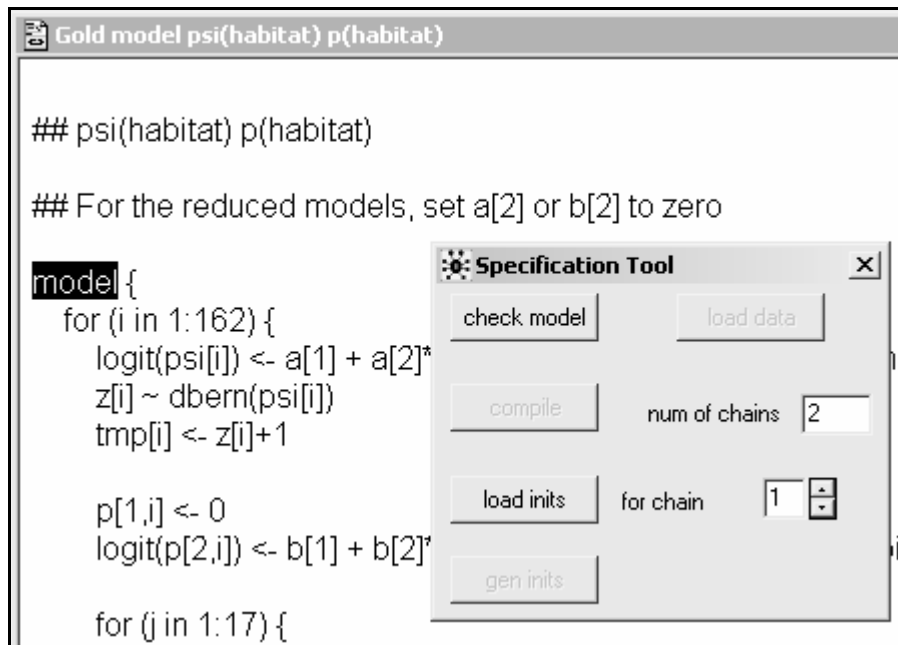 Gold model psi(habitat) p(habitat)
## psi(habitat) p(habitat)
## For the reduced models, set a[2] or b[2] to zero
model {
for (i in 1:162) {
logit(psi[i]) <- a[1] + a[2]*
z[i] ~ dbern(psi[i])
tmp[i] <- z[i]+1
p[1,i] <- 0
logit(p[2,i]) <- b[1] + b[2]*
for (j in 1:17) {
Specification Tool
check model load data
compile num of chains 2
load inits for chain 1
gen inits